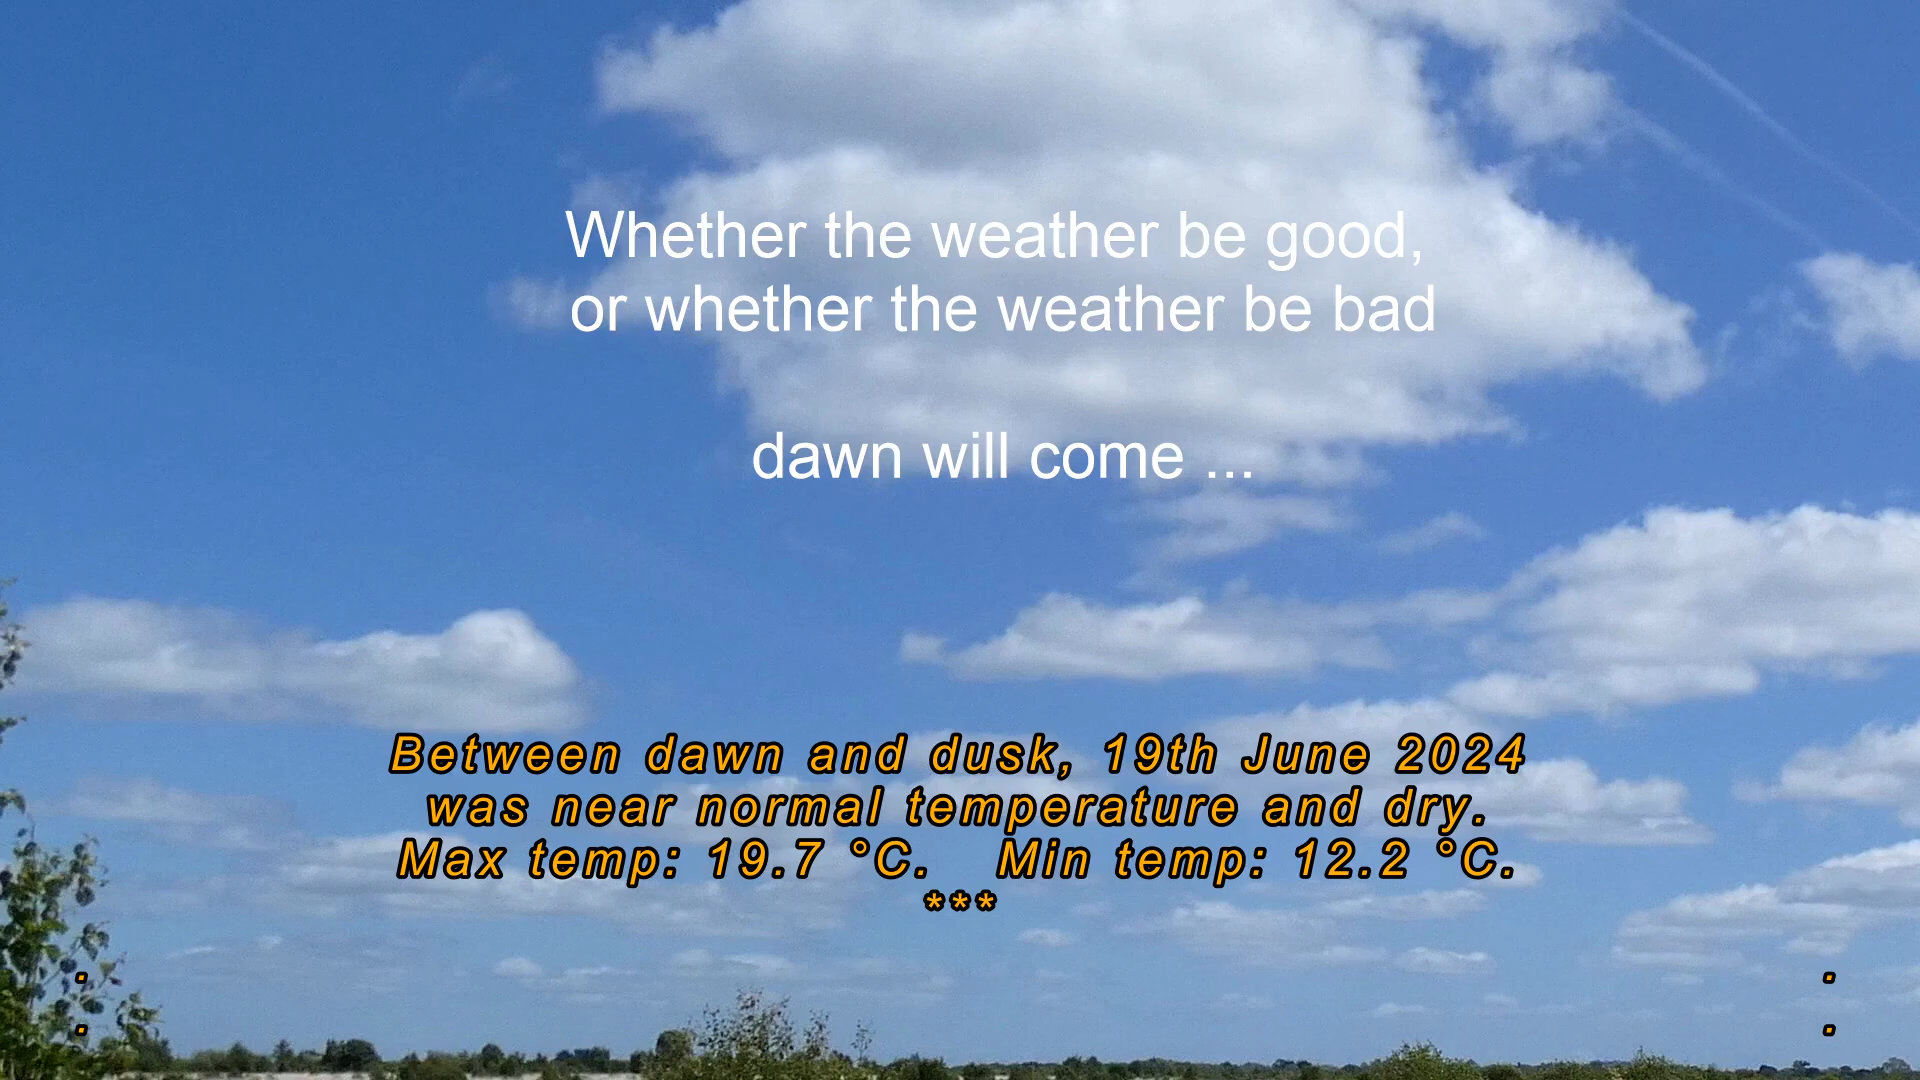 Whether the weather be good,
or whether the weather be bad
dawn will come ...
Between dawn and dusk, 19th June 2024
was near normal temperature and dry.
Max temp: 19.7 °C.   Min temp: 12.2 °C.
***
. .
. .